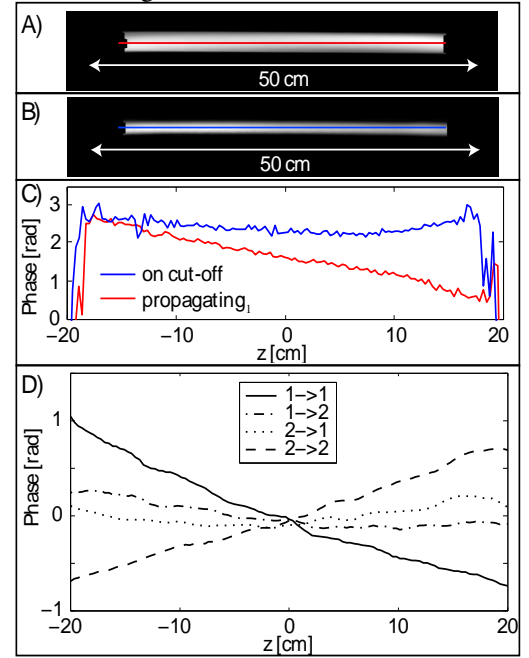 A)
50 cm
B)
50 cm
C)
3
2
1
0
Phase [rad]
on cut-off
propagating₁
−20
−10
0
10
20
z [cm]
D)
1
0
−1
Phase [rad]
1−>1
1−>2
2−>1
2−>2
−20
−10
0
10
20
z [cm]